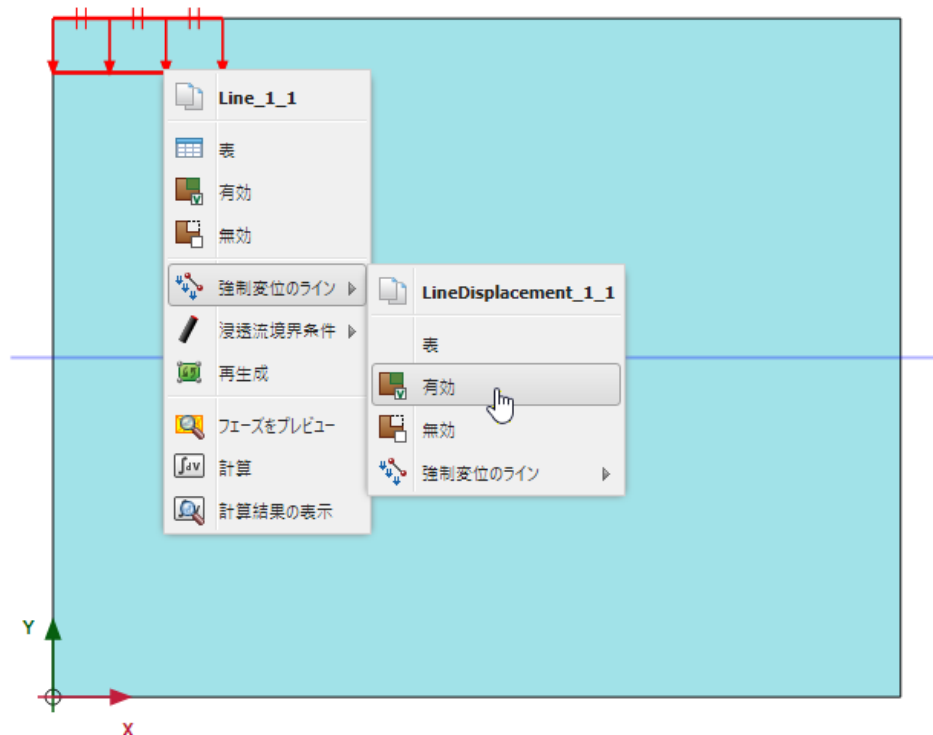 Line_1_1
表
有効
無効
強制変位のライン
浸透流境界条件
再生成
フェーズをプレビュー
計算
計算結果の表示
LineDisplacement_1_1
表
有効
無効
強制変位のライン
Y
X